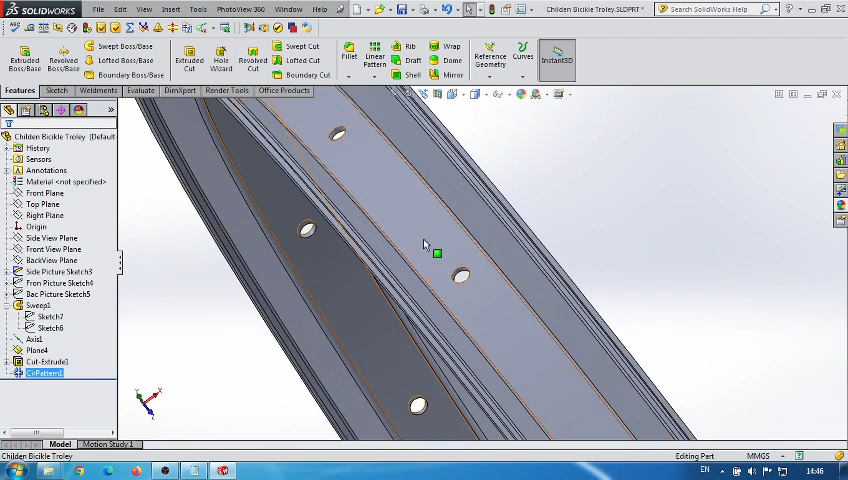 SOLIDWORKS File Edit View Insert Tools PhotoView 360 Window Help Childen Bicikle Troley.SLDPRT * Search SolidWorks Help
Extruded Boss/Base
Revolved Boss/Base
Swept Boss/Base
Lofted Boss/Base
Boundary Boss/Base
Extruded Cut
Hole Wizard
Revolved Cut
Swept Cut
Lofted Cut
Boundary Cut
Fillet
Linear Pattern
Rib
Draft
Shell
Wrap
Dome
Mirror
Reference Geometry
Curves
Instant3D
Features Sketch Weldments Evaluate DimXpert Render Tools Office Products
Childen Bicikle Troley (Default
History
Sensors
Annotations
Material <not specified>
Front Plane
Top Plane
Right Plane
Origin
Side View Plane
Front View Plane
BackView Plane
Side Picture Sketch3
Fron Picture Sketch4
Bac Picture Sketch5
Sweep1
Sketch7
Sketch6
Axis1
Plane4
Cut-Extrude1
CirPattern1
Model Motion Study 1
Childen Bicikle Troley Editing Part MMGS
EN 14:46